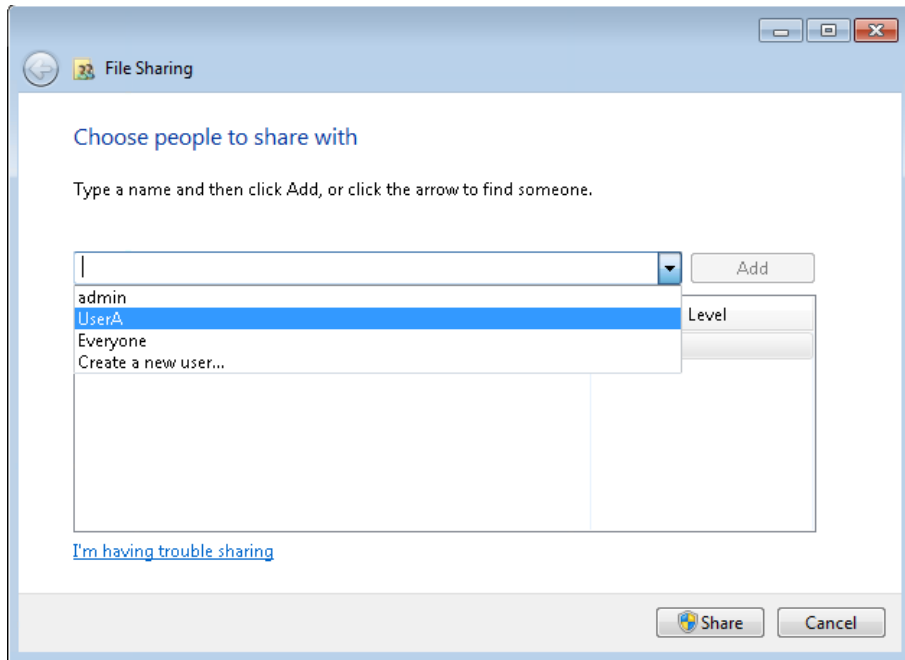 File Sharing
Choose people to share with
Type a name and then click Add, or click the arrow to find someone.
Add
admin
UserA
Level
Everyone
Create a new user...
I'm having trouble sharing
Share
Cancel